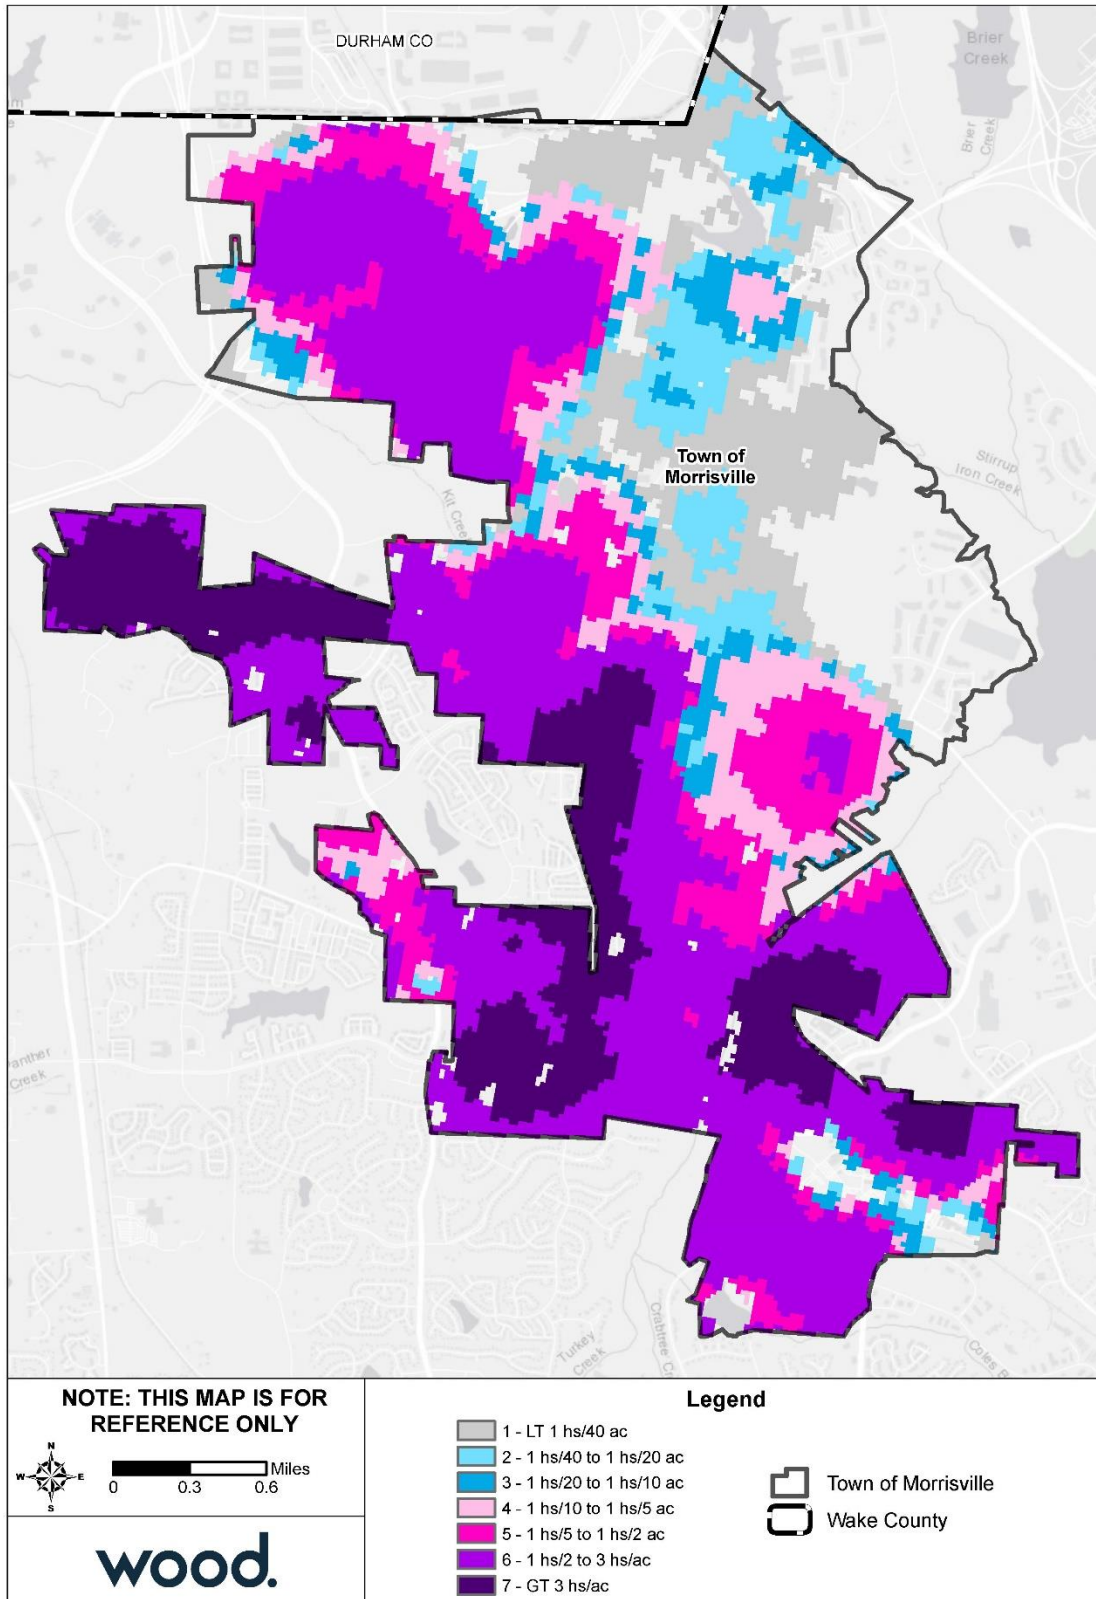 DURHAM CO
Brier
Creek
Brier
Creek
Town of
Morrisville
Stirrup
Iron Creek
Kit Creek
Panther
Creek
Turkey
Creek
Crabtree Cr
Coles B
NOTE: THIS MAP IS FOR
REFERENCE ONLY
N
W E
S
Miles
0 0.3 0.6
wood.
Legend
1 - LT 1 hs/40 ac
2 - 1 hs/40 to 1 hs/20 ac
3 - 1 hs/20 to 1 hs/10 ac
4 - 1 hs/10 to 1 hs/5 ac
5 - 1 hs/5 to 1 hs/2 ac
6 - 1 hs/2 to 3 hs/ac
7 - GT 3 hs/ac
Town of Morrisville
Wake County